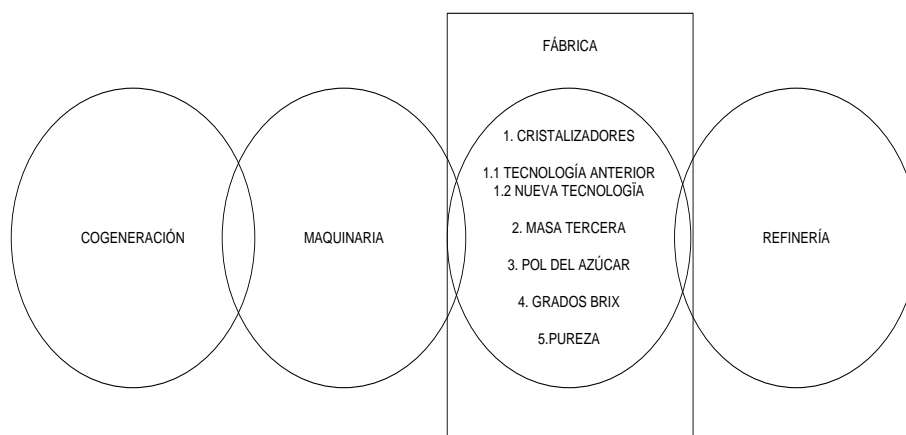 FÁBRICA
COGENERACIÓN
MAQUINARIA
1. CRISTALIZADORES
1.1 TECNOLOGÍA ANTERIOR
1.2 NUEVA TECNOLOGÏA
2. MASA TERCERA
3. POL DEL AZÚCAR
4. GRADOS BRIX
5.PUREZA
REFINERÍA